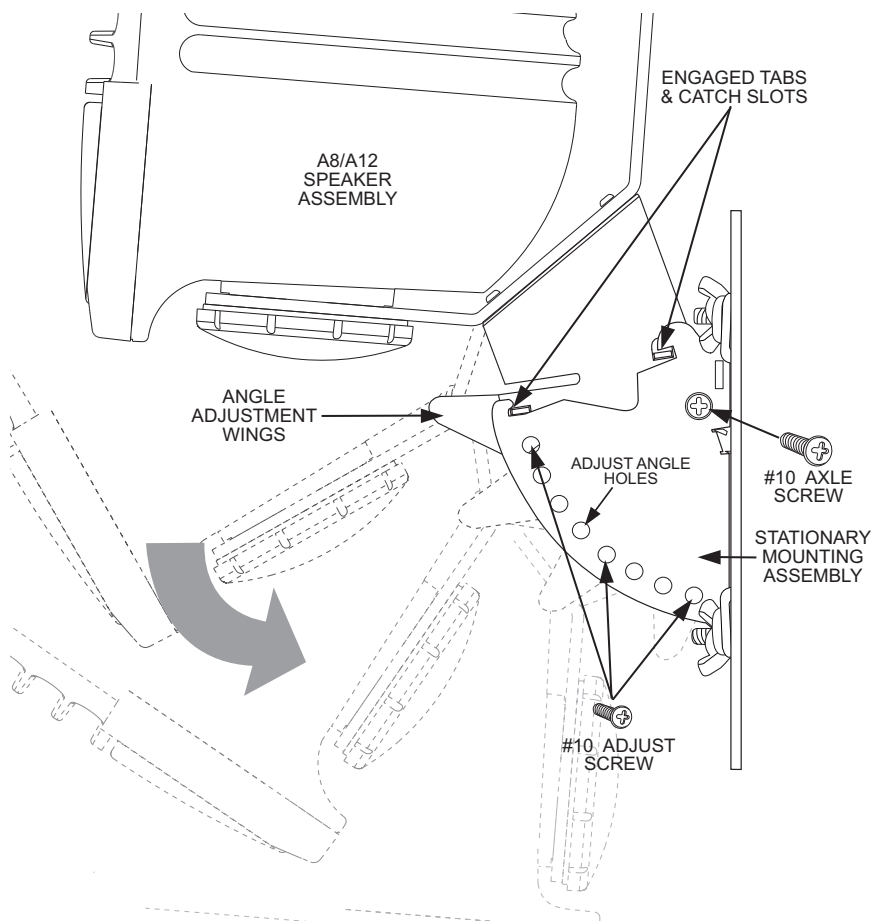 ENGAGED TABS
& CATCH SLOTS
A8/A12
SPEAKER
ASSEMBLY
ANGLE
ADJUSTMENT
WINGS
ADJUST ANGLE
HOLES
#10 AXLE
SCREW
STATIONARY
MOUNTING
ASSEMBLY
#10 ADJUST
SCREW